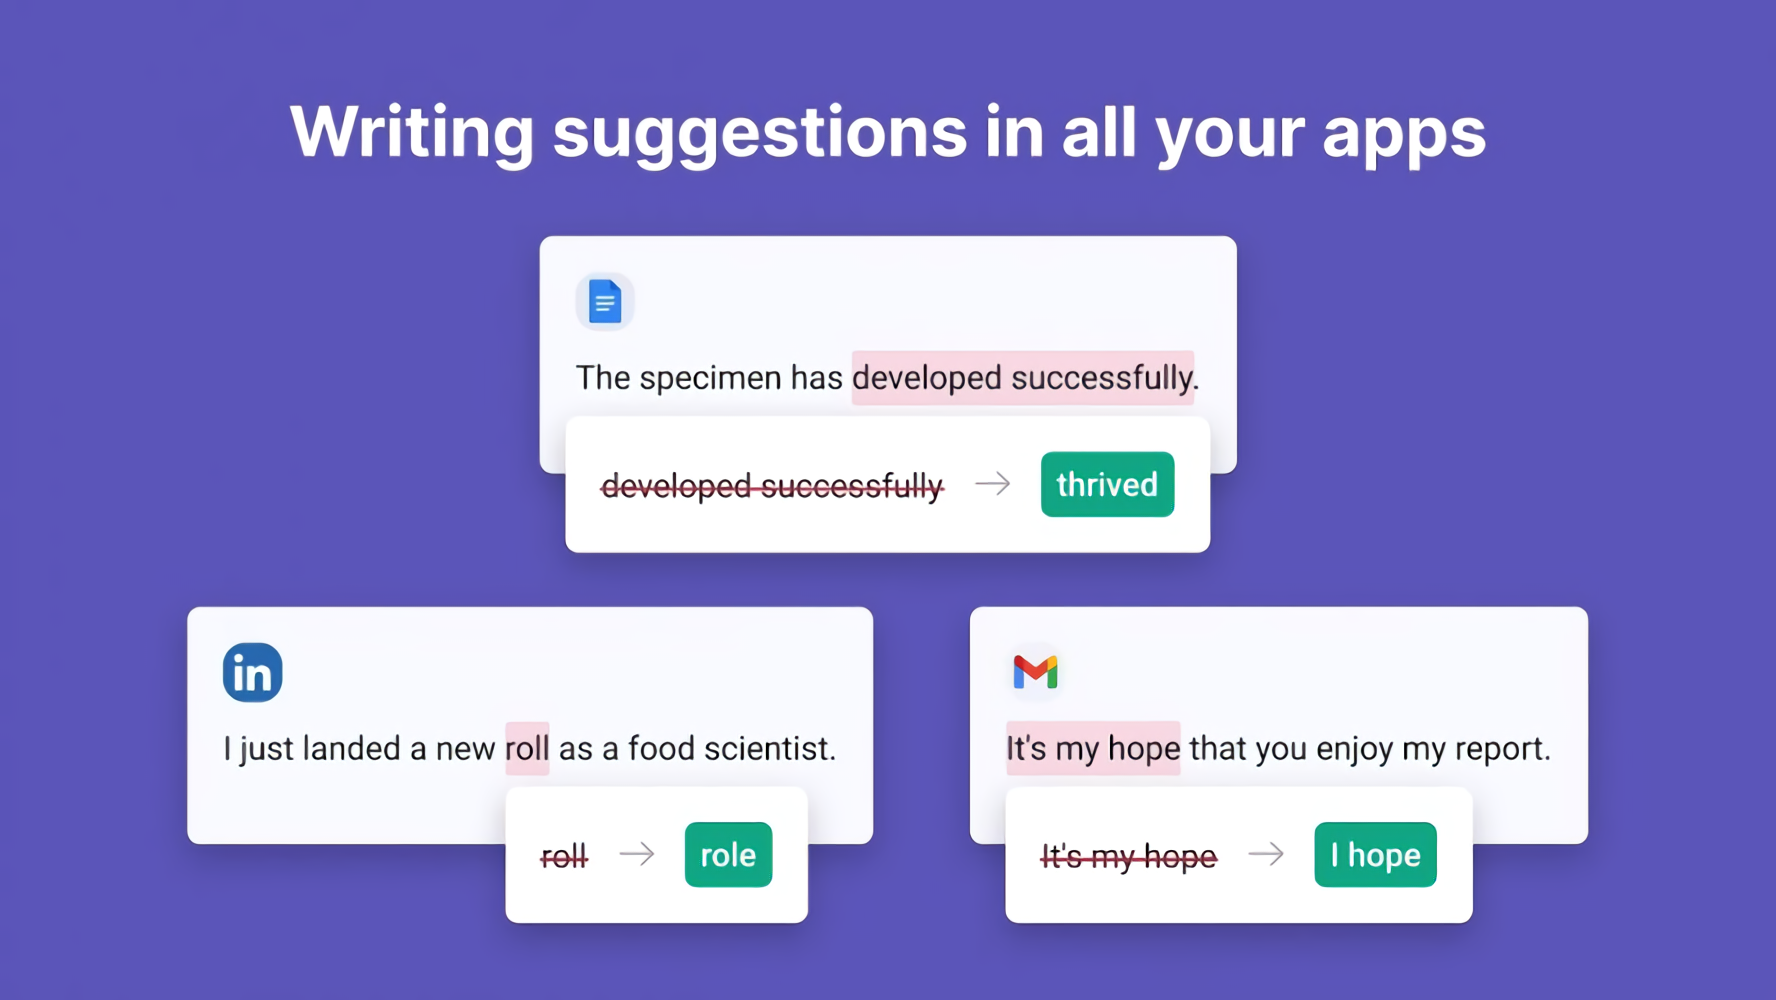 Writing suggestions in all your apps
The specimen has developed successfully.
developed successfully → thrived
in
I just landed a new roll as a food scientist.
roll → role
It's my hope that you enjoy my report.
It's my hope → I hope